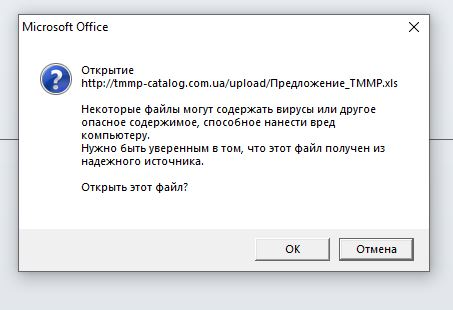 Microsoft Office
Открытие
http://tmmp-catalog.com.ua/upload/Предложение_ТММР.xls
Некоторые файлы могут содержать вирусы или другое
опасное содержимое, способное нанести вред
компьютеру.
Нужно быть уверенным в том, что этот файл получен из
надежного источника.
Открыть этот файл?
ОК
Отмена